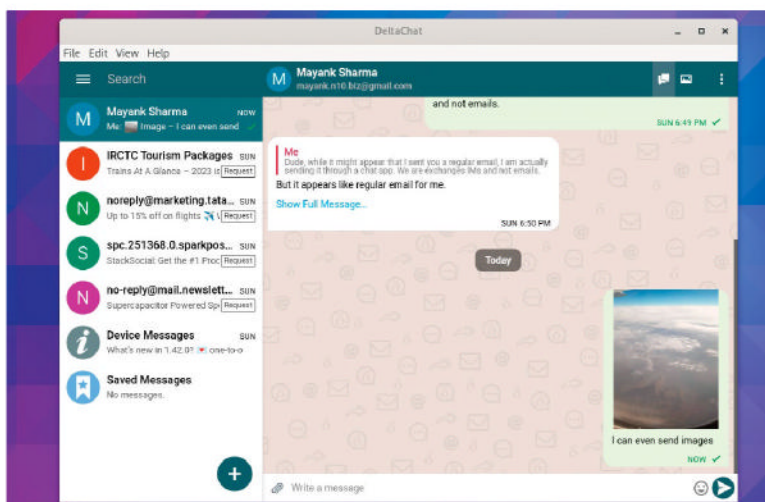 DeltaChat
File Edit View Help
Search
Mayank Sharma
mayank.n10.biz@gmail.com
M
M
Mayank Sharma NOW
Me: Image – I can even send
I
IRCTC Tourism Packages SUN
Trains At A Glance – 2023 is Request
N
noreply@marketing.tata... SUN
Up to 15% off on flights Request
S
spc.251368.0.sparkpos... SUN
StackSocial: Get the #1 Proc Request
N
no-reply@mail.newslett... SUN
Supercapacitor Powered Spe Request
Device Messages SUN
What's new in 1.42.0? one-to-o
Saved Messages
No messages.
and not emails.
SUN 6:49 PM
Me
Dude, while it might appear that I sent you a regular email, I am actually
sending it through a chat app. We are exchanges IMs and not emails.
But it appears like regular email for me.
Show Full Message...
SUN 6:50 PM
Today
I can even send images
NOW
Write a message